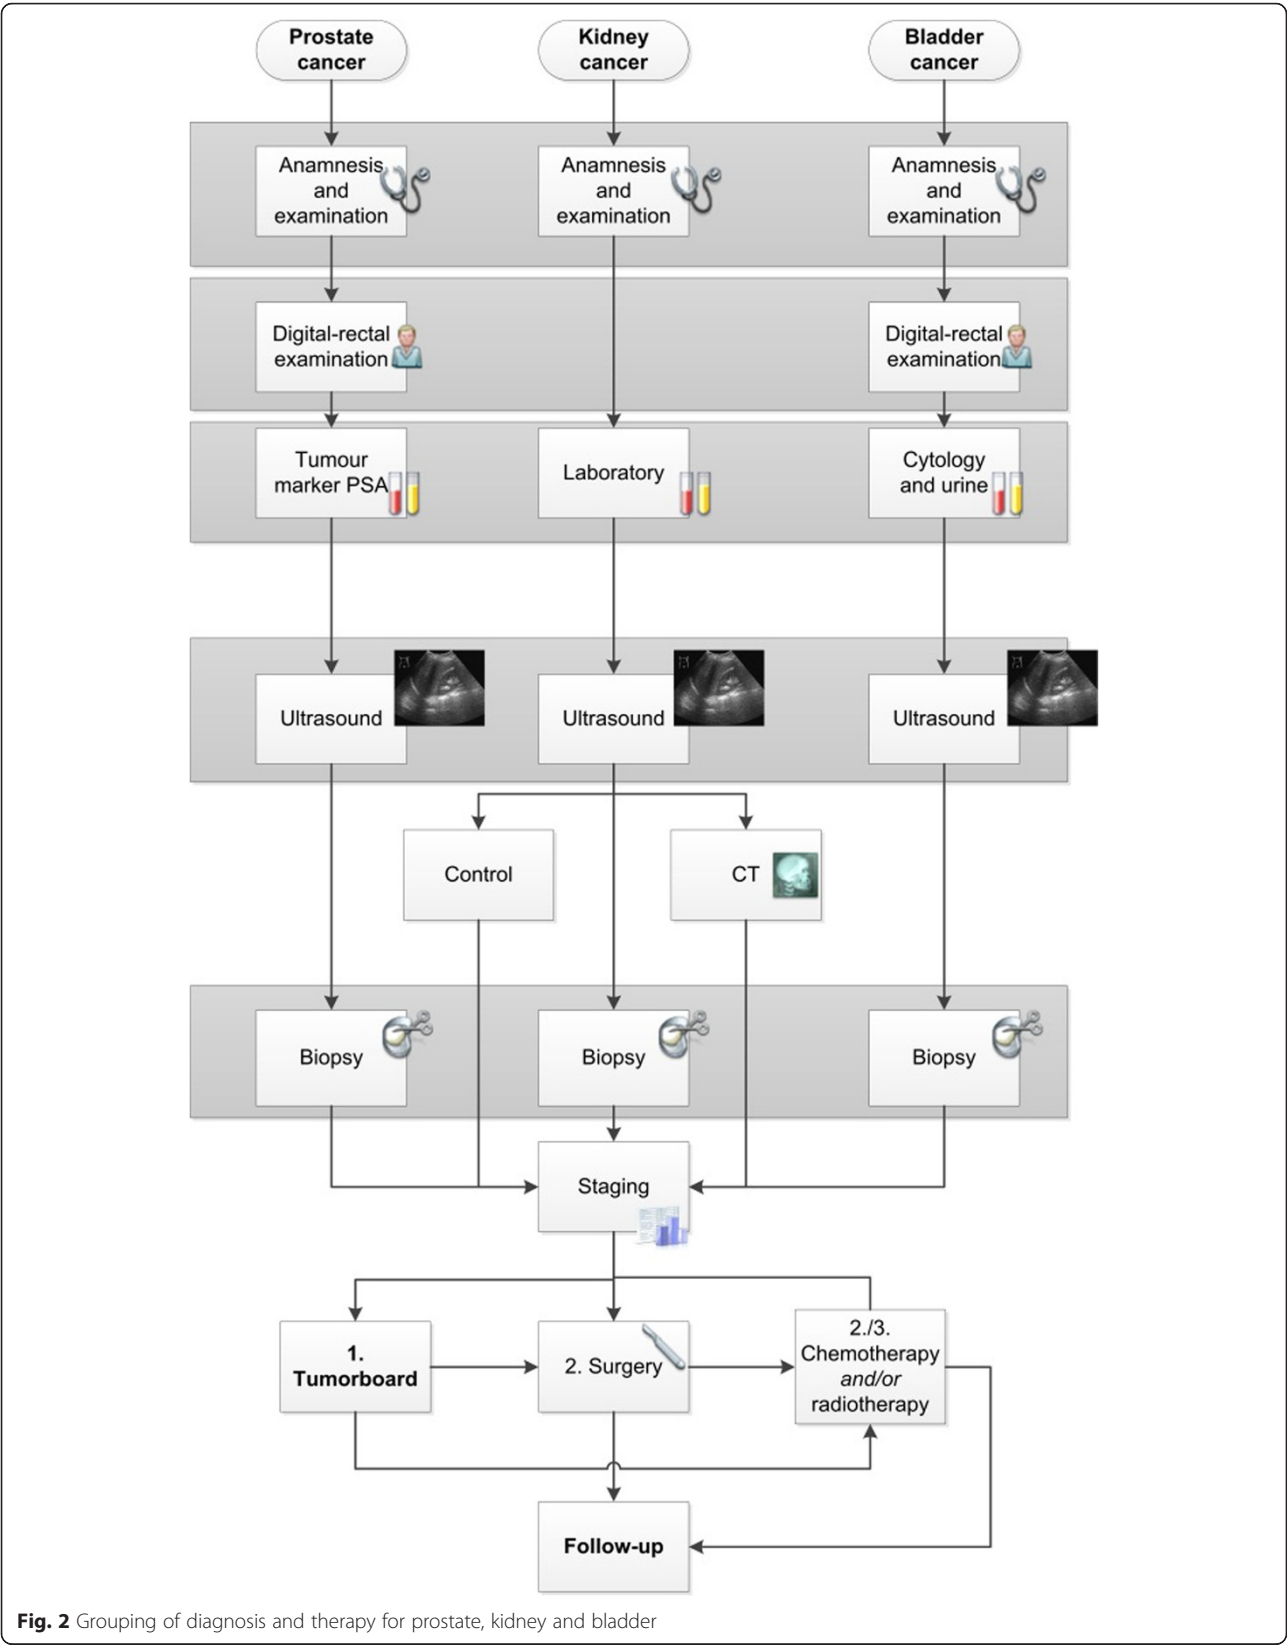 Prostate
cancer
Kidney
cancer
Bladder
cancer
Anamnesis
and
examination
Anamnesis
and
examination
Anamnesis
and
examination
Digital-rectal
examination
Digital-rectal
examination
Tumour
marker PSA
Laboratory
Cytology
and urine
Ultrasound
Ultrasound
Ultrasound
Control
CT
Biopsy
Biopsy
Biopsy
Staging
1.
Tumorboard
2. Surgery
2./3.
Chemotherapy
and/or
radiotherapy
Follow-up
Fig. 2 Grouping of diagnosis and therapy for prostate, kidney and bladder